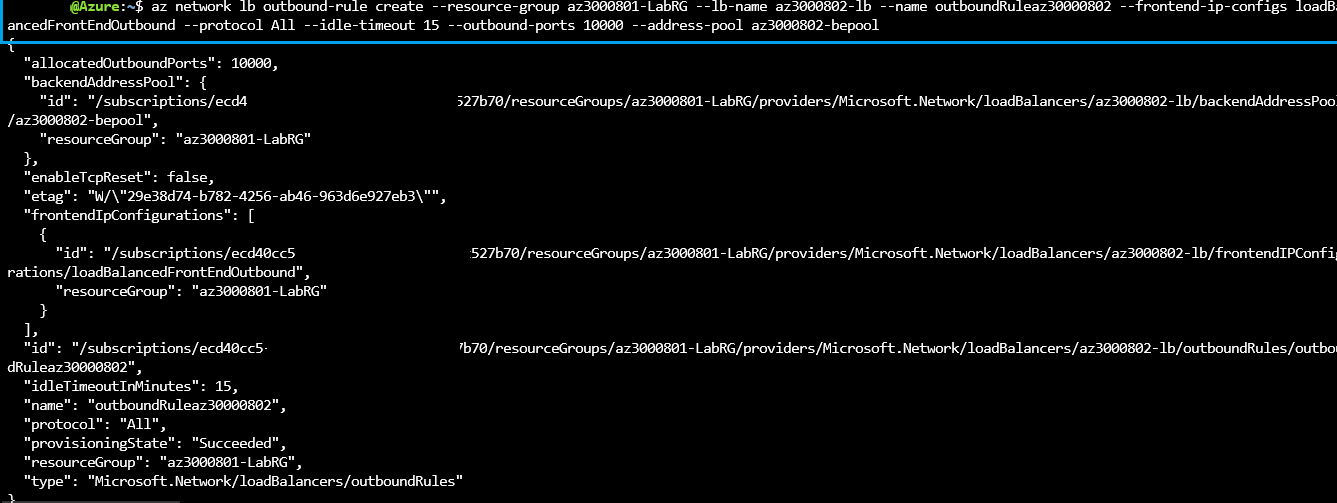 @Azure:~$ az network lb outbound-rule create --resource-group az3000801-LabRG --lb-name az3000802-lb --name outboundRuleaz30000802 --frontend-ip-configs loadBal
ancedFrontEndOutbound --protocol All --idle-timeout 15 --outbound-ports 10000 --address-pool az3000802-bepool
{
"allocatedOutboundPorts": 10000,
"backendAddressPool": {
"id": "/subscriptions/ecd4 527b70/resourceGroups/az3000801-LabRG/providers/Microsoft.Network/loadBalancers/az3000802-lb/backendAddressPool
/az3000802-bepool",
"resourceGroup": "az3000801-LabRG"
},
"enableTcpReset": false,
"etag": "W/\"29e38d74-b782-4256-ab46-963d6e927eb3\"",
"frontendIpConfigurations": [
{
"id": "/subscriptions/ecd40cc5 527b70/resourceGroups/az3000801-LabRG/providers/Microsoft.Network/loadBalancers/az3000802-lb/frontendIPConfig
rations/loadBalancedFrontEndOutbound",
"resourceGroup": "az3000801-LabRG"
}
],
"id": "/subscriptions/ecd40cc5- 7b70/resourceGroups/az3000801-LabRG/providers/Microsoft.Network/loadBalancers/az3000802-lb/outboundRules/outbou
dRuleaz30000802",
"idleTimeoutInMinutes": 15,
"name": "outboundRuleaz30000802",
"protocol": "All",
"provisioningState": "Succeeded",
"resourceGroup": "az3000801-LabRG",
"type": "Microsoft.Network/loadBalancers/outboundRules"
}